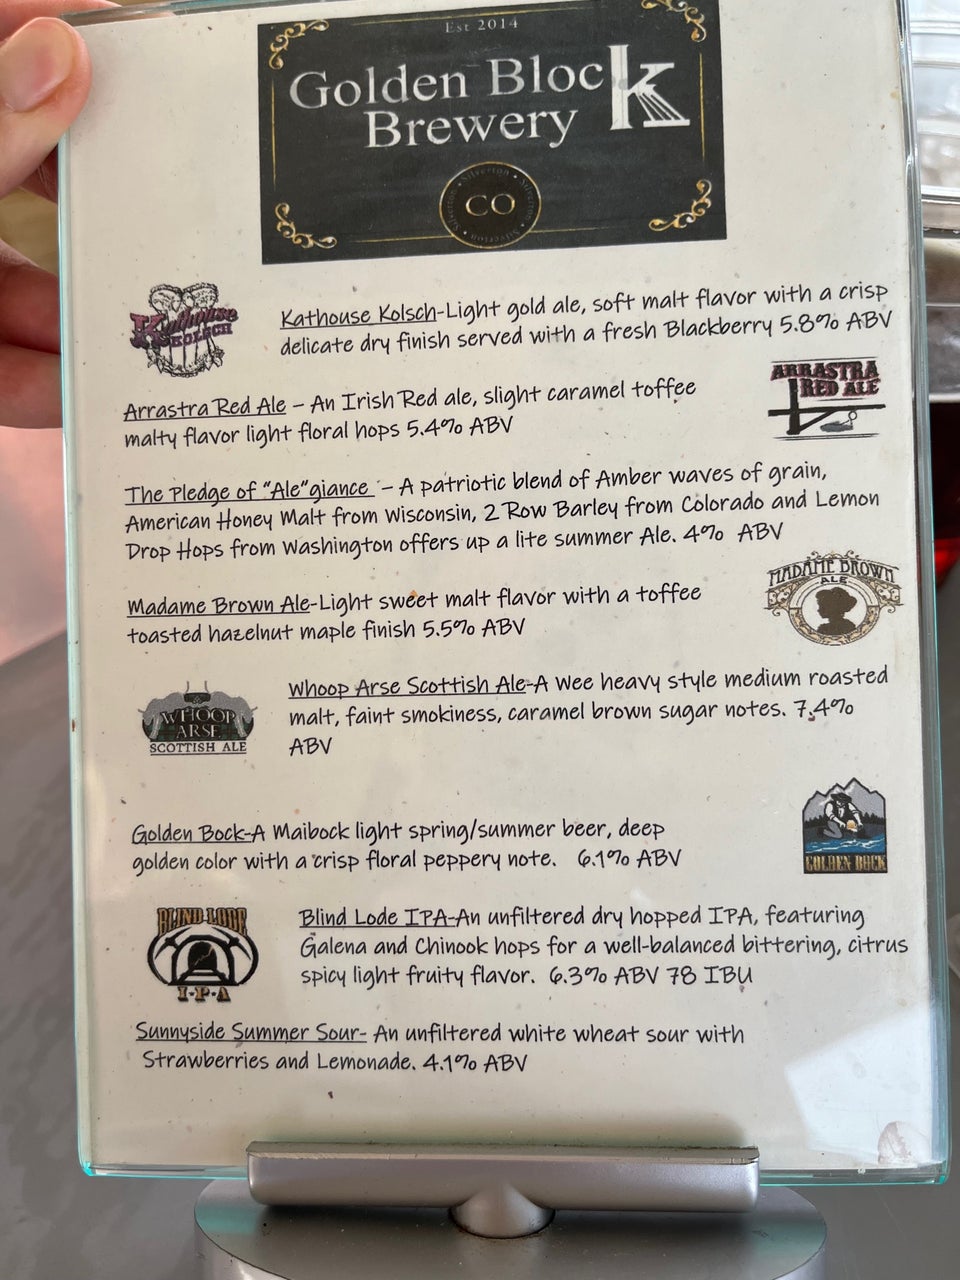 Est 2014
Golden Block
Brewery
Silverton • Silverton • Silverton
CO
Kathouse
KOLSCH
Kathouse Kolsch-Light gold ale, soft malt flavor with a crisp
delicate dry finish served with a fresh Blackberry 5.8% ABV
Arrastra Red Ale – An Irish Red ale, slight caramel toffee
malty flavor light floral hops 5.4% ABV
ARRASTRA
RED ALE
The Pledge of "Ale"giance – A patriotic blend of Amber waves of grain,
American Honey Malt from Wisconsin, 2 Row Barley from Colorado and Lemon
Drop Hops from Washington offers up a lite summer Ale. 4% ABV
Madame Brown Ale-Light sweet malt flavor with a toffee
toasted hazelnut maple finish 5.5% ABV
MADAME BROWN
ALE
WHOOP
ARSE
SCOTTISH ALE
Whoop Arse Scottish Ale-A Wee heavy style medium roasted
malt, faint smokiness, caramel brown sugar notes. 7.4%
ABV
Golden Bock-A Maibock light spring/summer beer, deep
golden color with a crisp floral peppery note. 6.1% ABV
GOLDEN BOCK
BLIND LODE
I·P·A
Blind Lode IPA-An unfiltered dry hopped IPA, featuring
Galena and Chinook hops for a well-balanced bittering, citrus
spicy light fruity flavor. 6.3% ABV 78 IBU
Sunnyside Summer Sour- An unfiltered white wheat sour with
Strawberries and Lemonade. 4.1% ABV